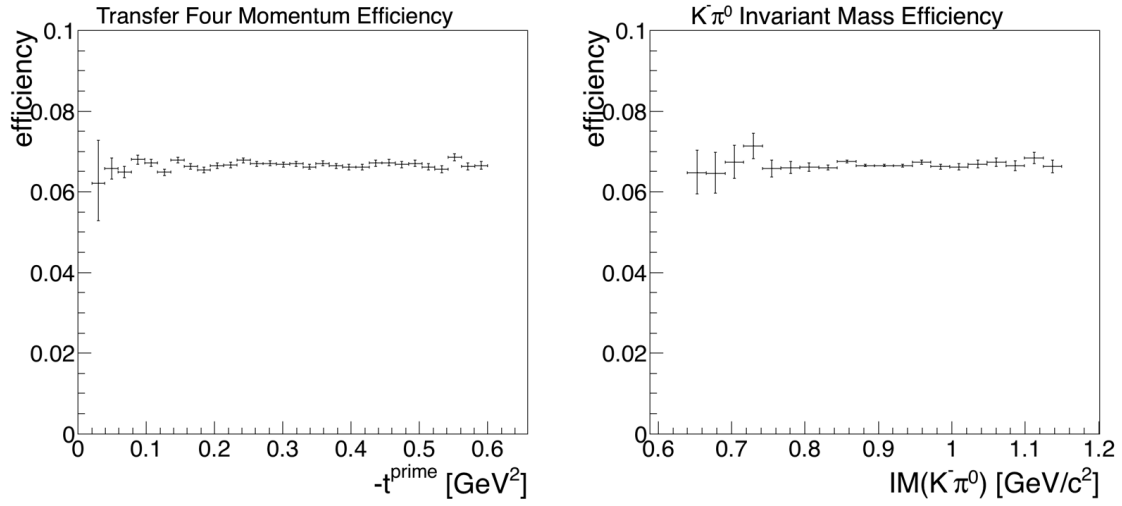 Transfer Four Momentum Efficiency
efficiency
0.1
0.08
0.06
0.04
0.02
0
0 0.1 0.2 0.3 0.4 0.5 0.6
-t^prime [GeV²]
K⁻π⁰ Invariant Mass Efficiency
efficiency
0.1
0.08
0.06
0.04
0.02
0
0.6 0.7 0.8 0.9 1 1.1 1.2
IM(K⁻π⁰) [GeV/c²]